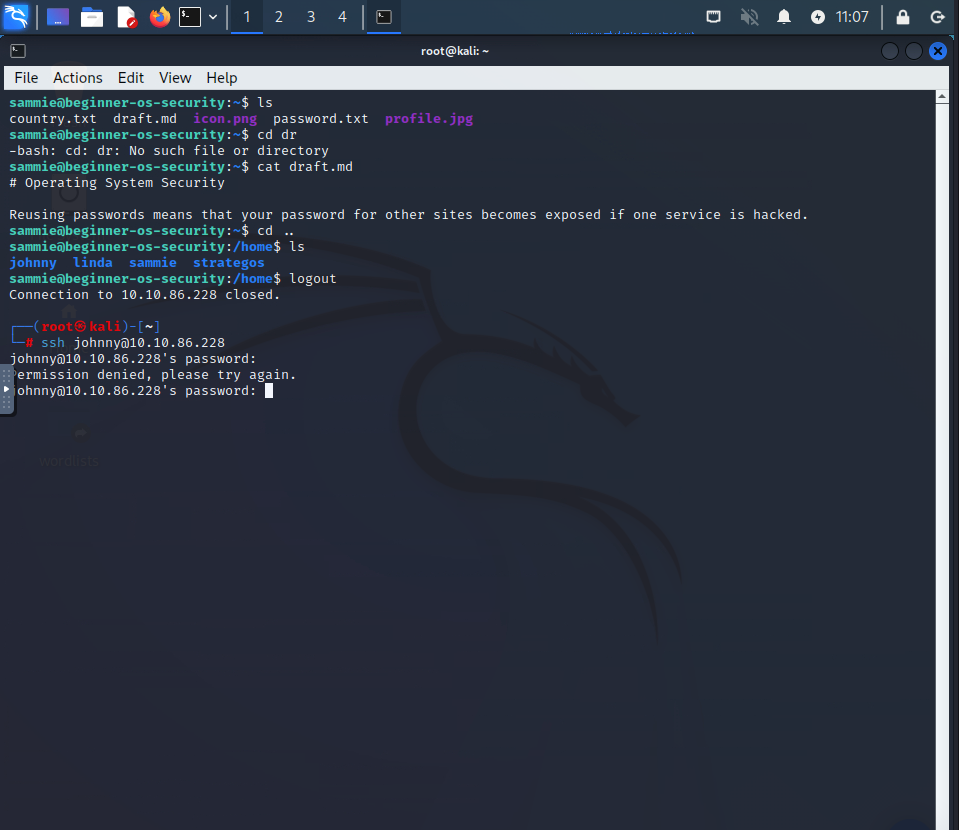 1 2 3 4 11:07
root@kali: ~
File Actions Edit View Help
sammie@beginner-os-security:~$ ls
country.txt draft.md icon.png password.txt profile.jpg
sammie@beginner-os-security:~$ cd dr
-bash: cd: dr: No such file or directory
sammie@beginner-os-security:~$ cat draft.md
# Operating System Security
Reusing passwords means that your password for other sites becomes exposed if one service is hacked.
sammie@beginner-os-security:~$ cd ..
sammie@beginner-os-security:/home$ ls
johnny linda sammie strategos
sammie@beginner-os-security:/home$ logout
Connection to 10.10.86.228 closed.
┌──(root㉿kali)-[~]
└─# ssh johnny@10.10.86.228
johnny@10.10.86.228's password:
Permission denied, please try again.
johnny@10.10.86.228's password:
wordlists